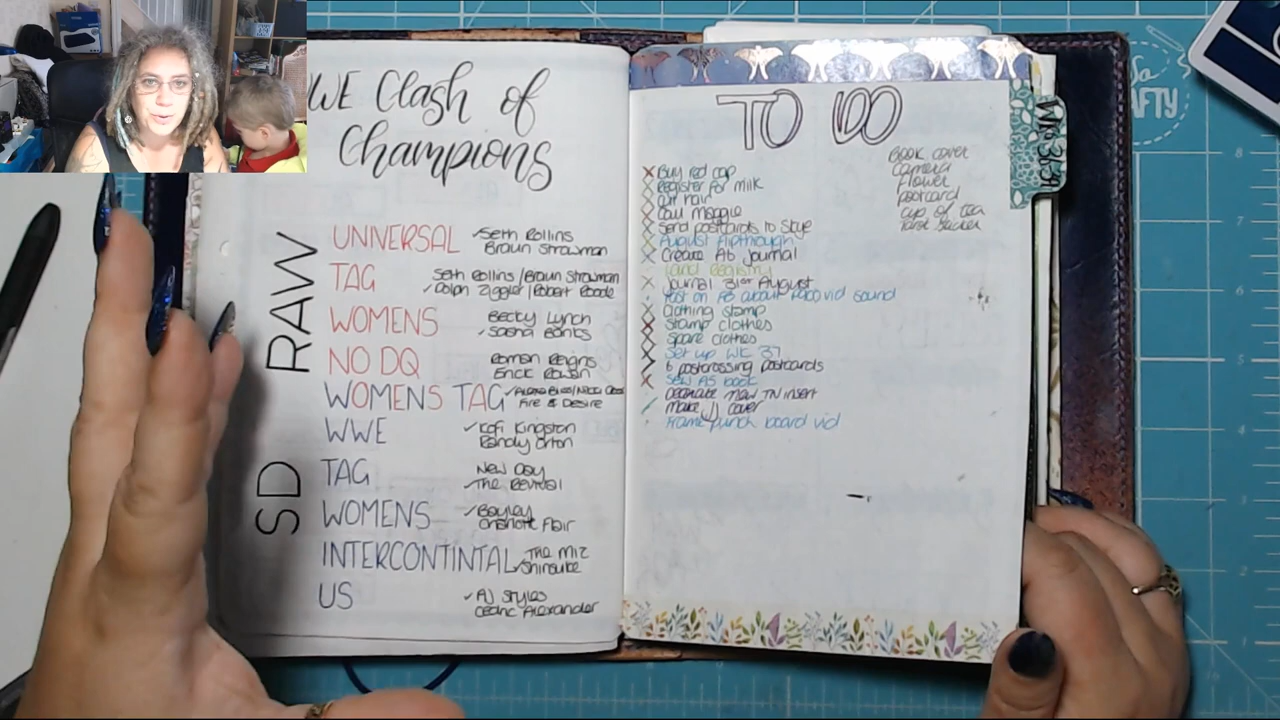 WE Clash of
Champions
RAW
UNIVERSAL
Seth Rollins
Braun Strowman
TAG
Seth Rollins/Braun Strowman
Dolph Ziggler/Robert Roode
WOMENS
Becky Lynch
Sasha Banks
NO DQ
Roman Reigns
Erick Rowan
WOMENS TAG
Fire & Desire
SD
WWE
Kofi Kingston
Randy Orton
TAG
New Day
The Revival
WOMENS
Bayley
Charlotte Flair
INTERCONTINTAL
The Miz
Shinsuke
US
AJ Styles
Cedric Alexander
TO DO
Buy red cap
Register for milk
Cut hair
Call Maggie
Send postcards to Skye
August flipthrough
Create A6 journal
Land Registry
Journal 31st August
Post on FB about vid sound
Clothing stamp
Stamp clothes
Spare clothes
Set up WK 37
6 postcrossing postcards
Sew A5 book
Decorate new TN insert
Make cover
Frame punch board vid
Book cover
Camera
Flower
Postcard
Cup of tea